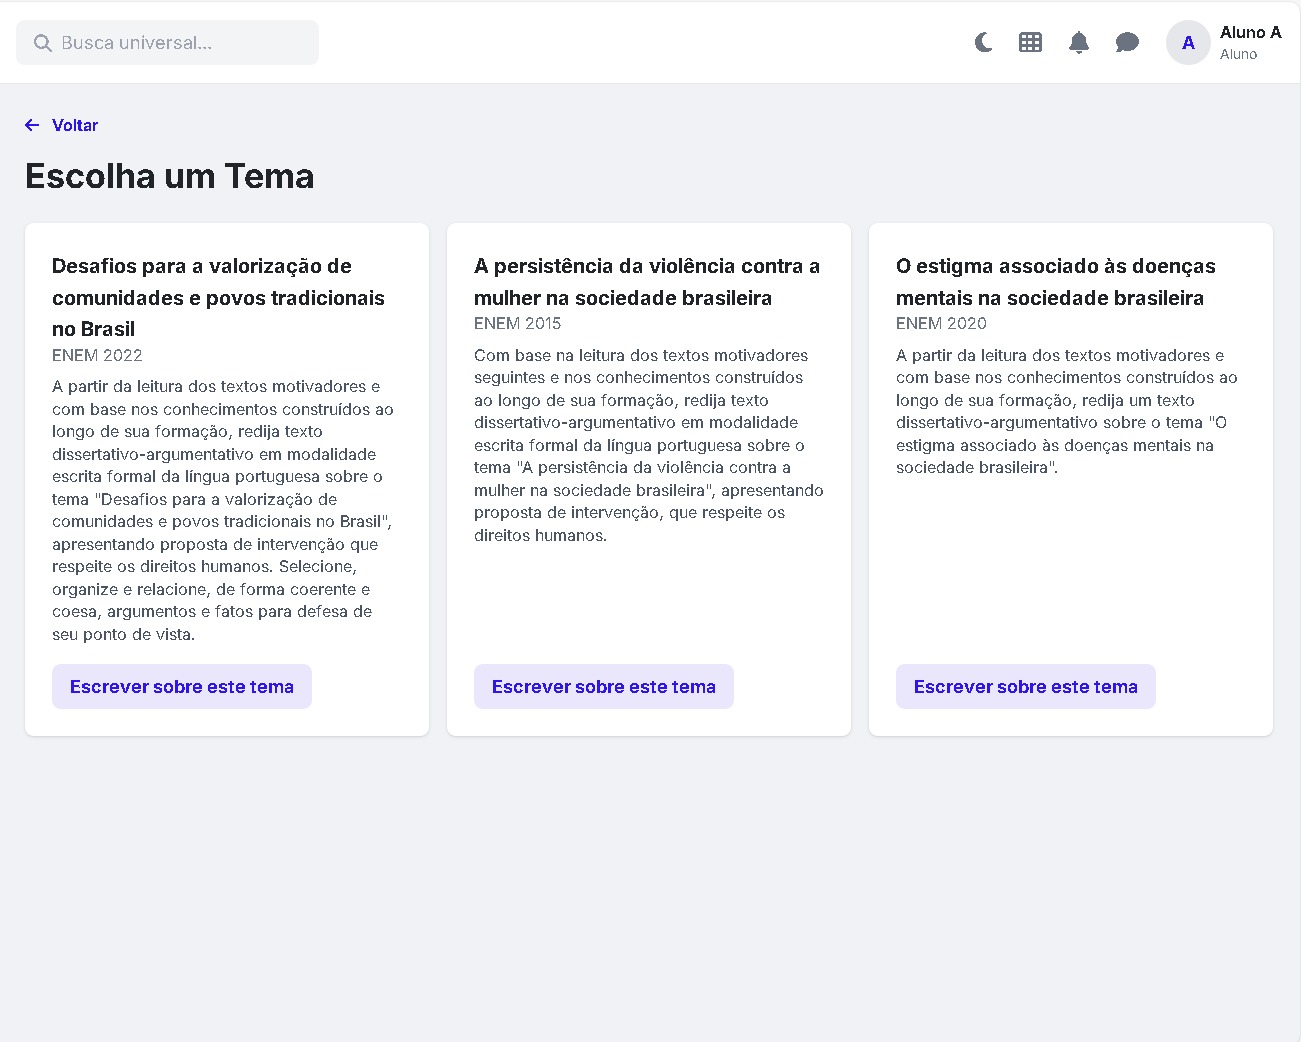 Busca universal...
A
Aluno A
Aluno
Voltar
Escolha um Tema
Desafios para a valorização de
comunidades e povos tradicionais
no Brasil
ENEM 2022
A partir da leitura dos textos motivadores e
com base nos conhecimentos construídos ao
longo de sua formação, redija texto
dissertativo-argumentativo em modalidade
escrita formal da língua portuguesa sobre o
tema "Desafios para a valorização de
comunidades e povos tradicionais no Brasil",
apresentando proposta de intervenção que
respeite os direitos humanos. Selecione,
organize e relacione, de forma coerente e
coesa, argumentos e fatos para defesa de
seu ponto de vista.
Escrever sobre este tema
A persistência da violência contra a
mulher na sociedade brasileira
ENEM 2015
Com base na leitura dos textos motivadores
seguintes e nos conhecimentos construídos
ao longo de sua formação, redija texto
dissertativo-argumentativo em modalidade
escrita formal da língua portuguesa sobre o
tema "A persistência da violência contra a
mulher na sociedade brasileira", apresentando
proposta de intervenção, que respeite os
direitos humanos.
Escrever sobre este tema
O estigma associado às doenças
mentais na sociedade brasileira
ENEM 2020
A partir da leitura dos textos motivadores e
com base nos conhecimentos construídos ao
longo de sua formação, redija um texto
dissertativo-argumentativo sobre o tema "O
estigma associado às doenças mentais na
sociedade brasileira".
Escrever sobre este tema